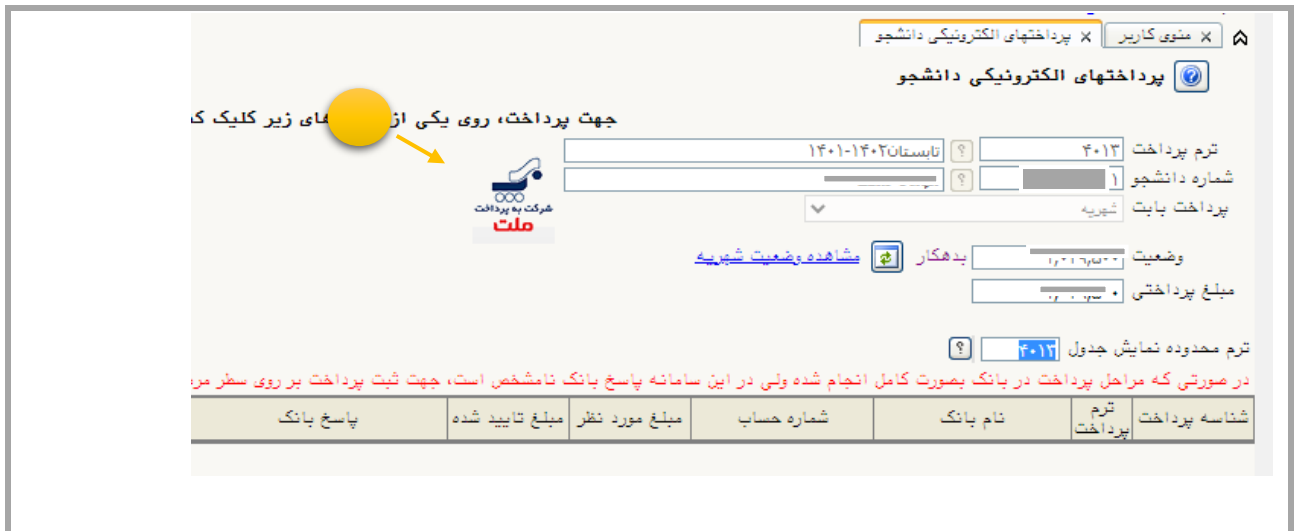 منوی کاربر × پرداختهای الکترونیکی دانشجو ×
پرداختهای الکترونیکی دانشجو
جهت پرداخت، روی یکی از های زیر کلیک
ترم پرداخت ۴۰۱۳ ؟ تابستان۱۴۰۲-۱۴۰۱
شماره دانشجو ۱ ؟
شرکت به پرداخت
ملت
پرداخت بابت شهریه
وضعیت بدهکار مشاهده وضعیت شهریه
مبلغ پرداختی
ترم محدوده نمایش جدول ۴۰۱۳ ؟
در صورتی که مراحل پرداخت در بانک بصورت کامل انجام شده ولی در این سامانه پاسخ بانک نامشخص است، جهت ثبت پرداخت بر روی سطر
شناسه پرداخت ترم پرداخت نام بانک شماره حساب مبلغ مورد نظر مبلغ تایید شده پاسخ بانک